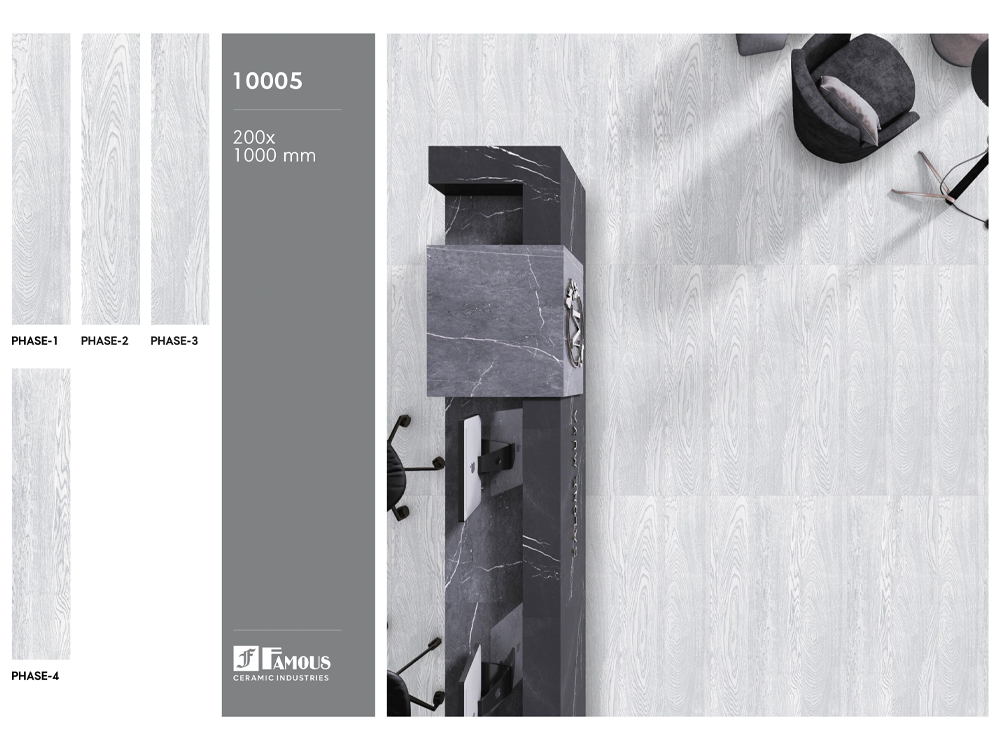 10005
200x
1000 mm
PHASE-1
PHASE-2
PHASE-3
PHASE-4
FAMOUS
CERAMIC INDUSTRIES